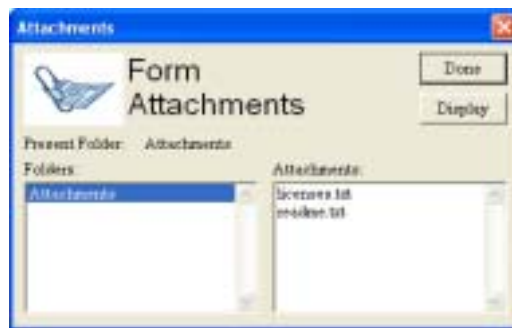 Attachments
Form
Attachments
Done
Display
Present Folder: Attachments
Folders:
Attachments
Attachments:
licenses.txt
readme.txt